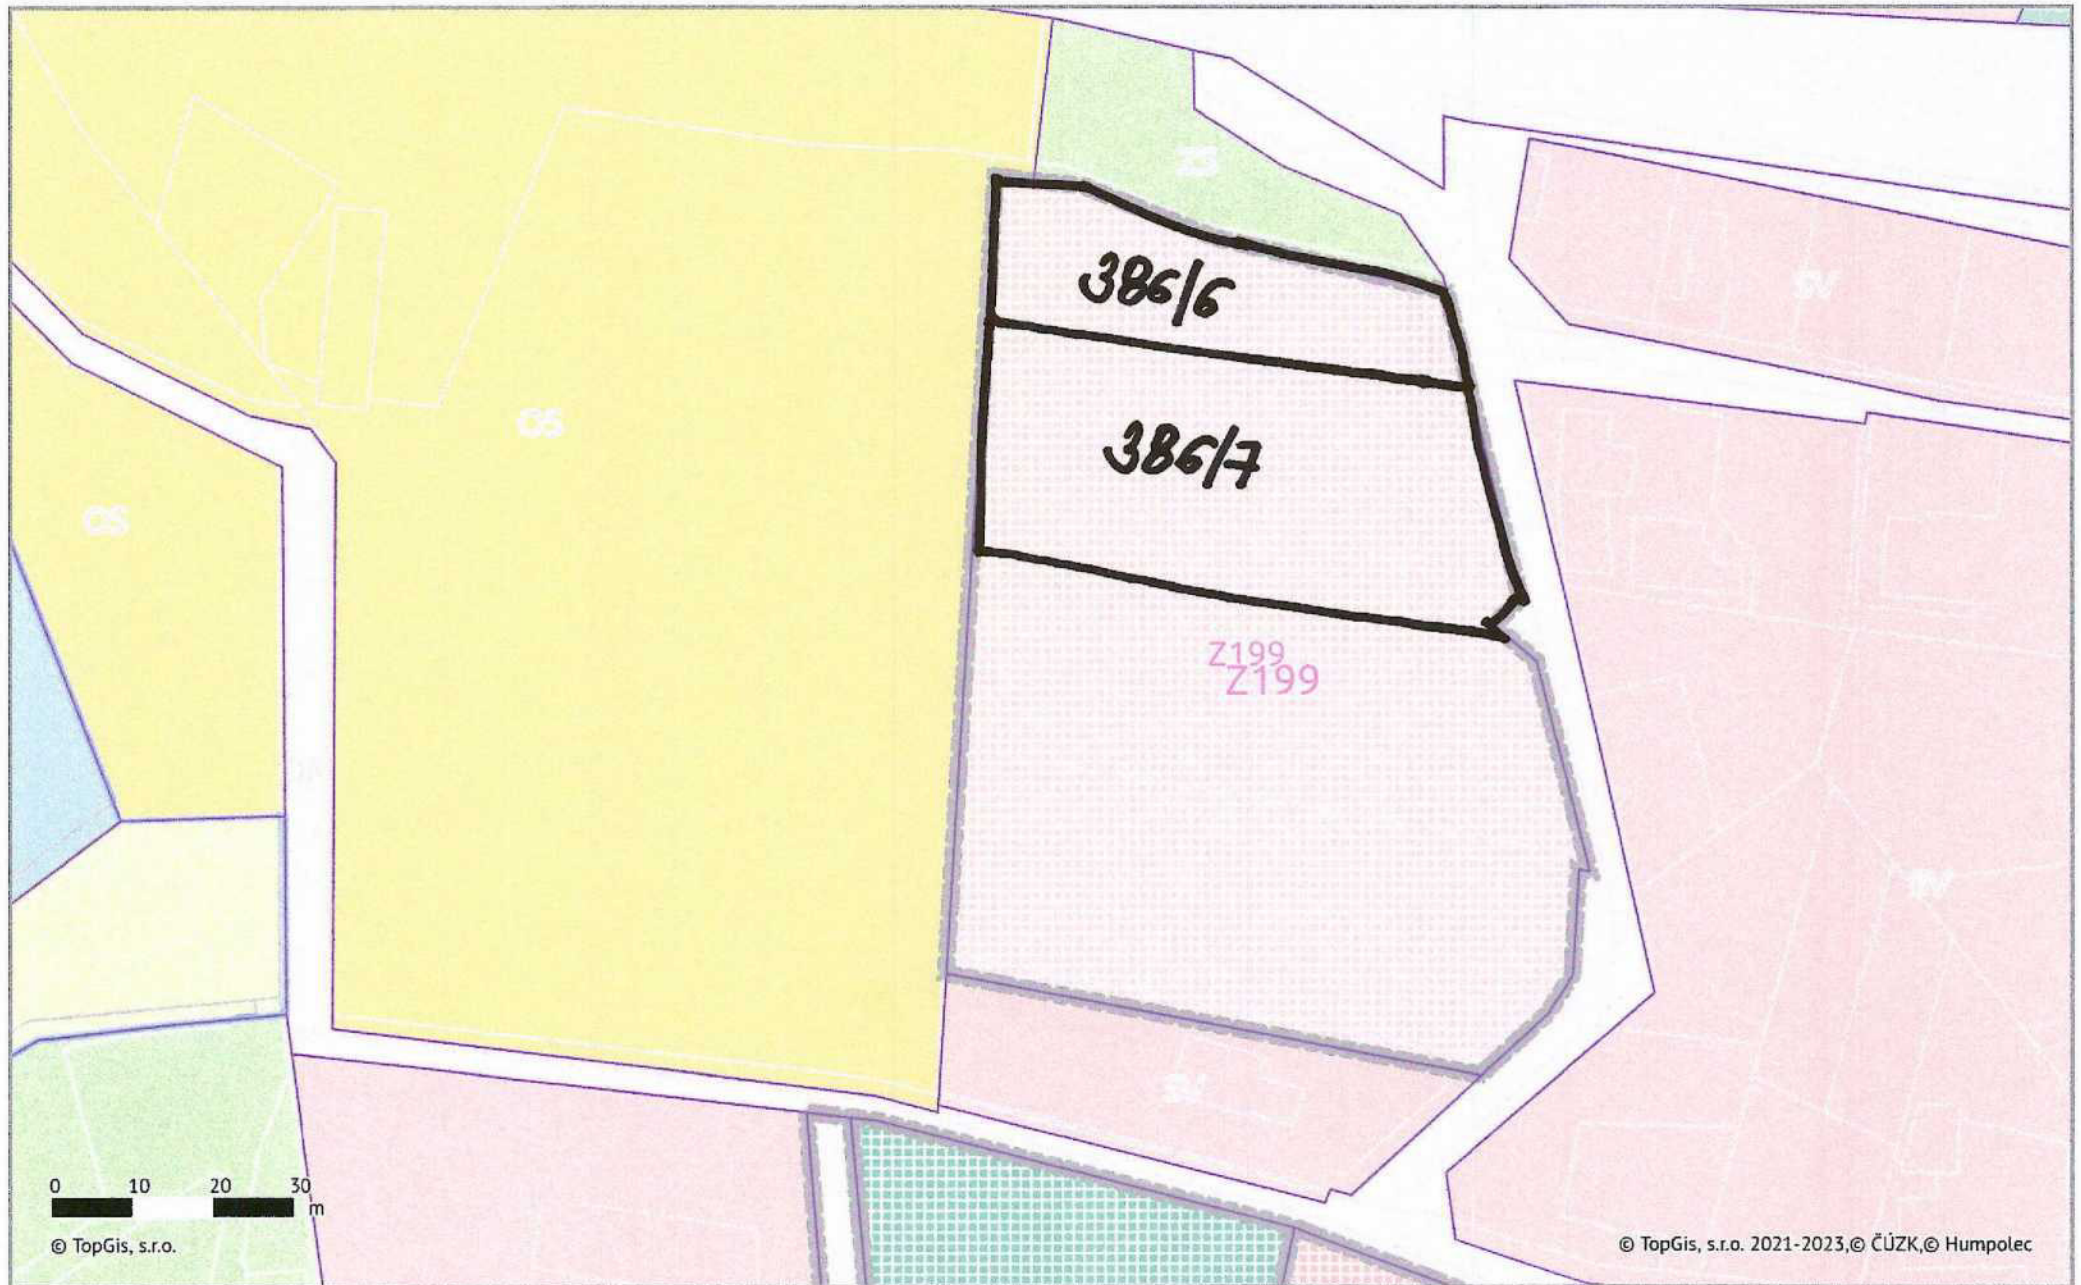 ZS
386/6
SV
OS
386/7
OS
Z199
Z199
SV
0 10 20 30
m
© TopGis, s.r.o.
© TopGis, s.r.o. 2021-2023,© ČÚZK,© Humpolec